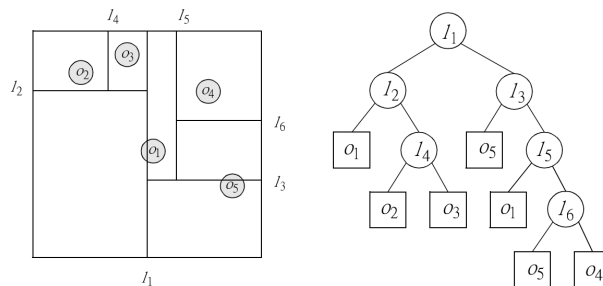 l₄ l₅
l₂
o₂ o₃ o₄
l₆
o₁
l₃
o₅
l₁
l₁
l₂ l₃
o₁ l₄ o₅ l₅
o₂ o₃ o₁ l₆
o₅ o₄